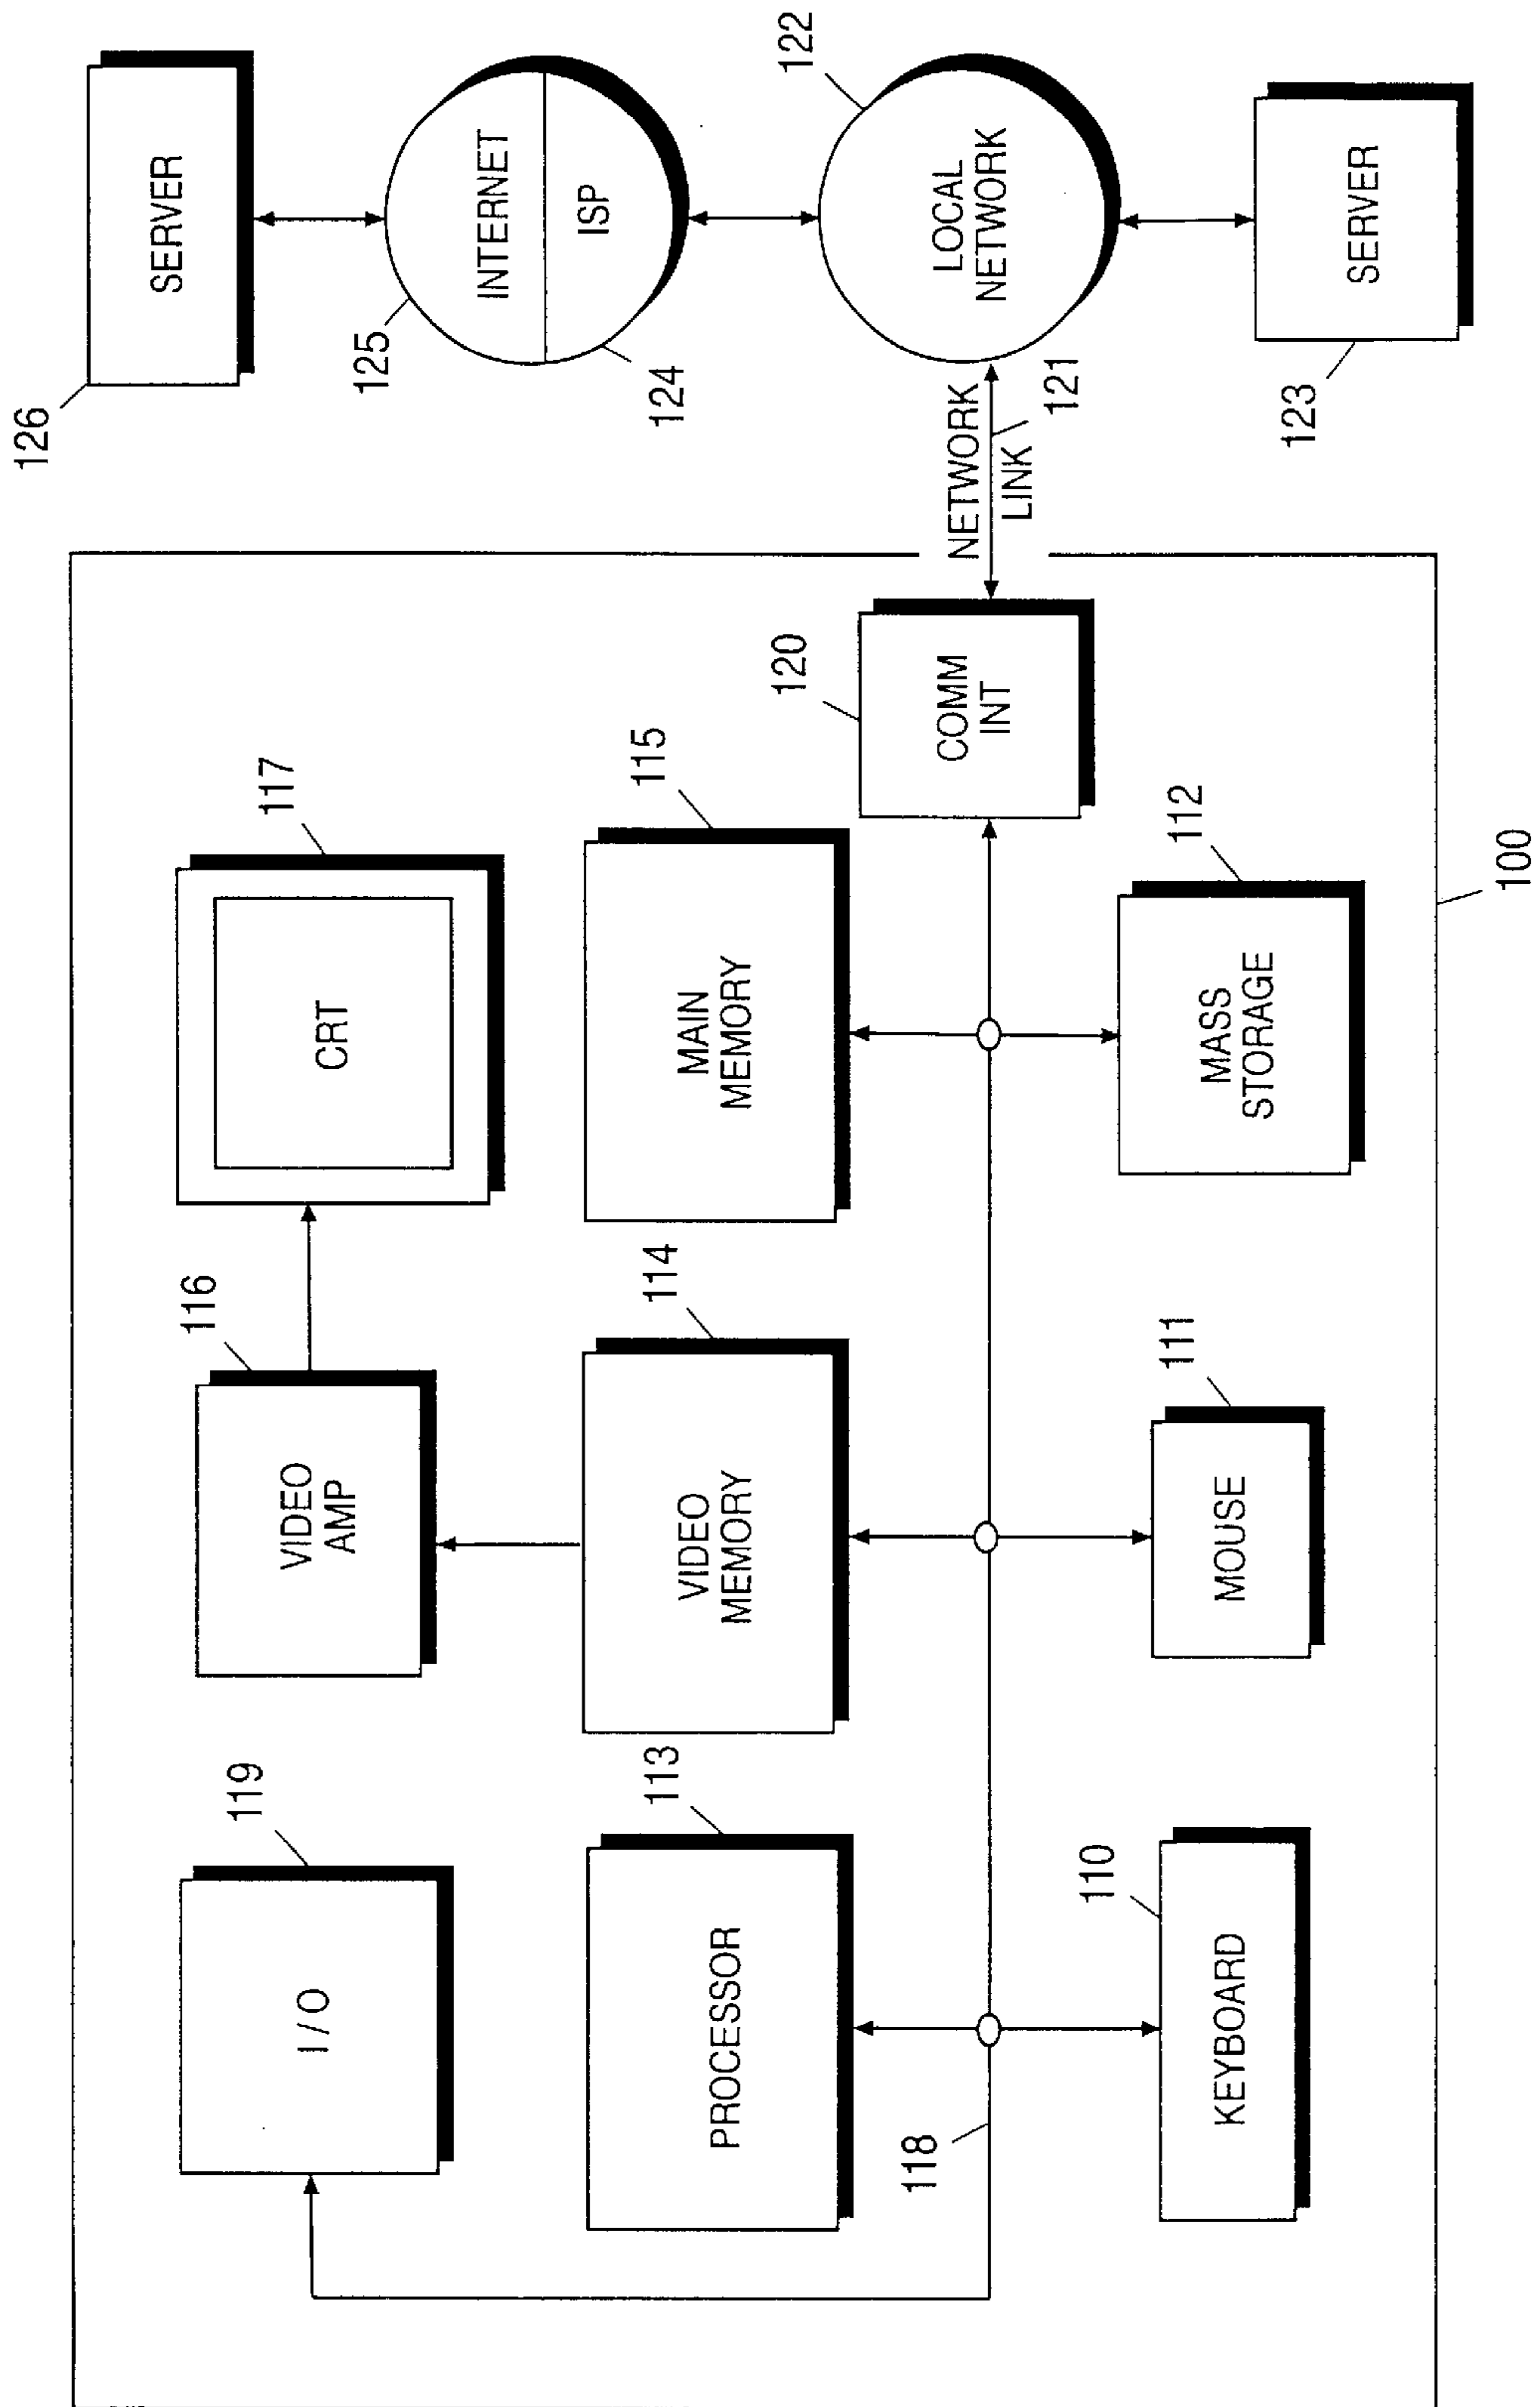 119
I/O
116
VIDEO
AMP
117
CRT
126
SERVER
113
PROCESSOR
114
VIDEO
MEMORY
115
MAIN
MEMORY
125
INTERNET
ISP
124
118
120
COMM
INT
NETWORK
LINK
121
122
LOCAL
NETWORK
110
KEYBOARD
111
MOUSE
112
MASS
STORAGE
123
SERVER
100